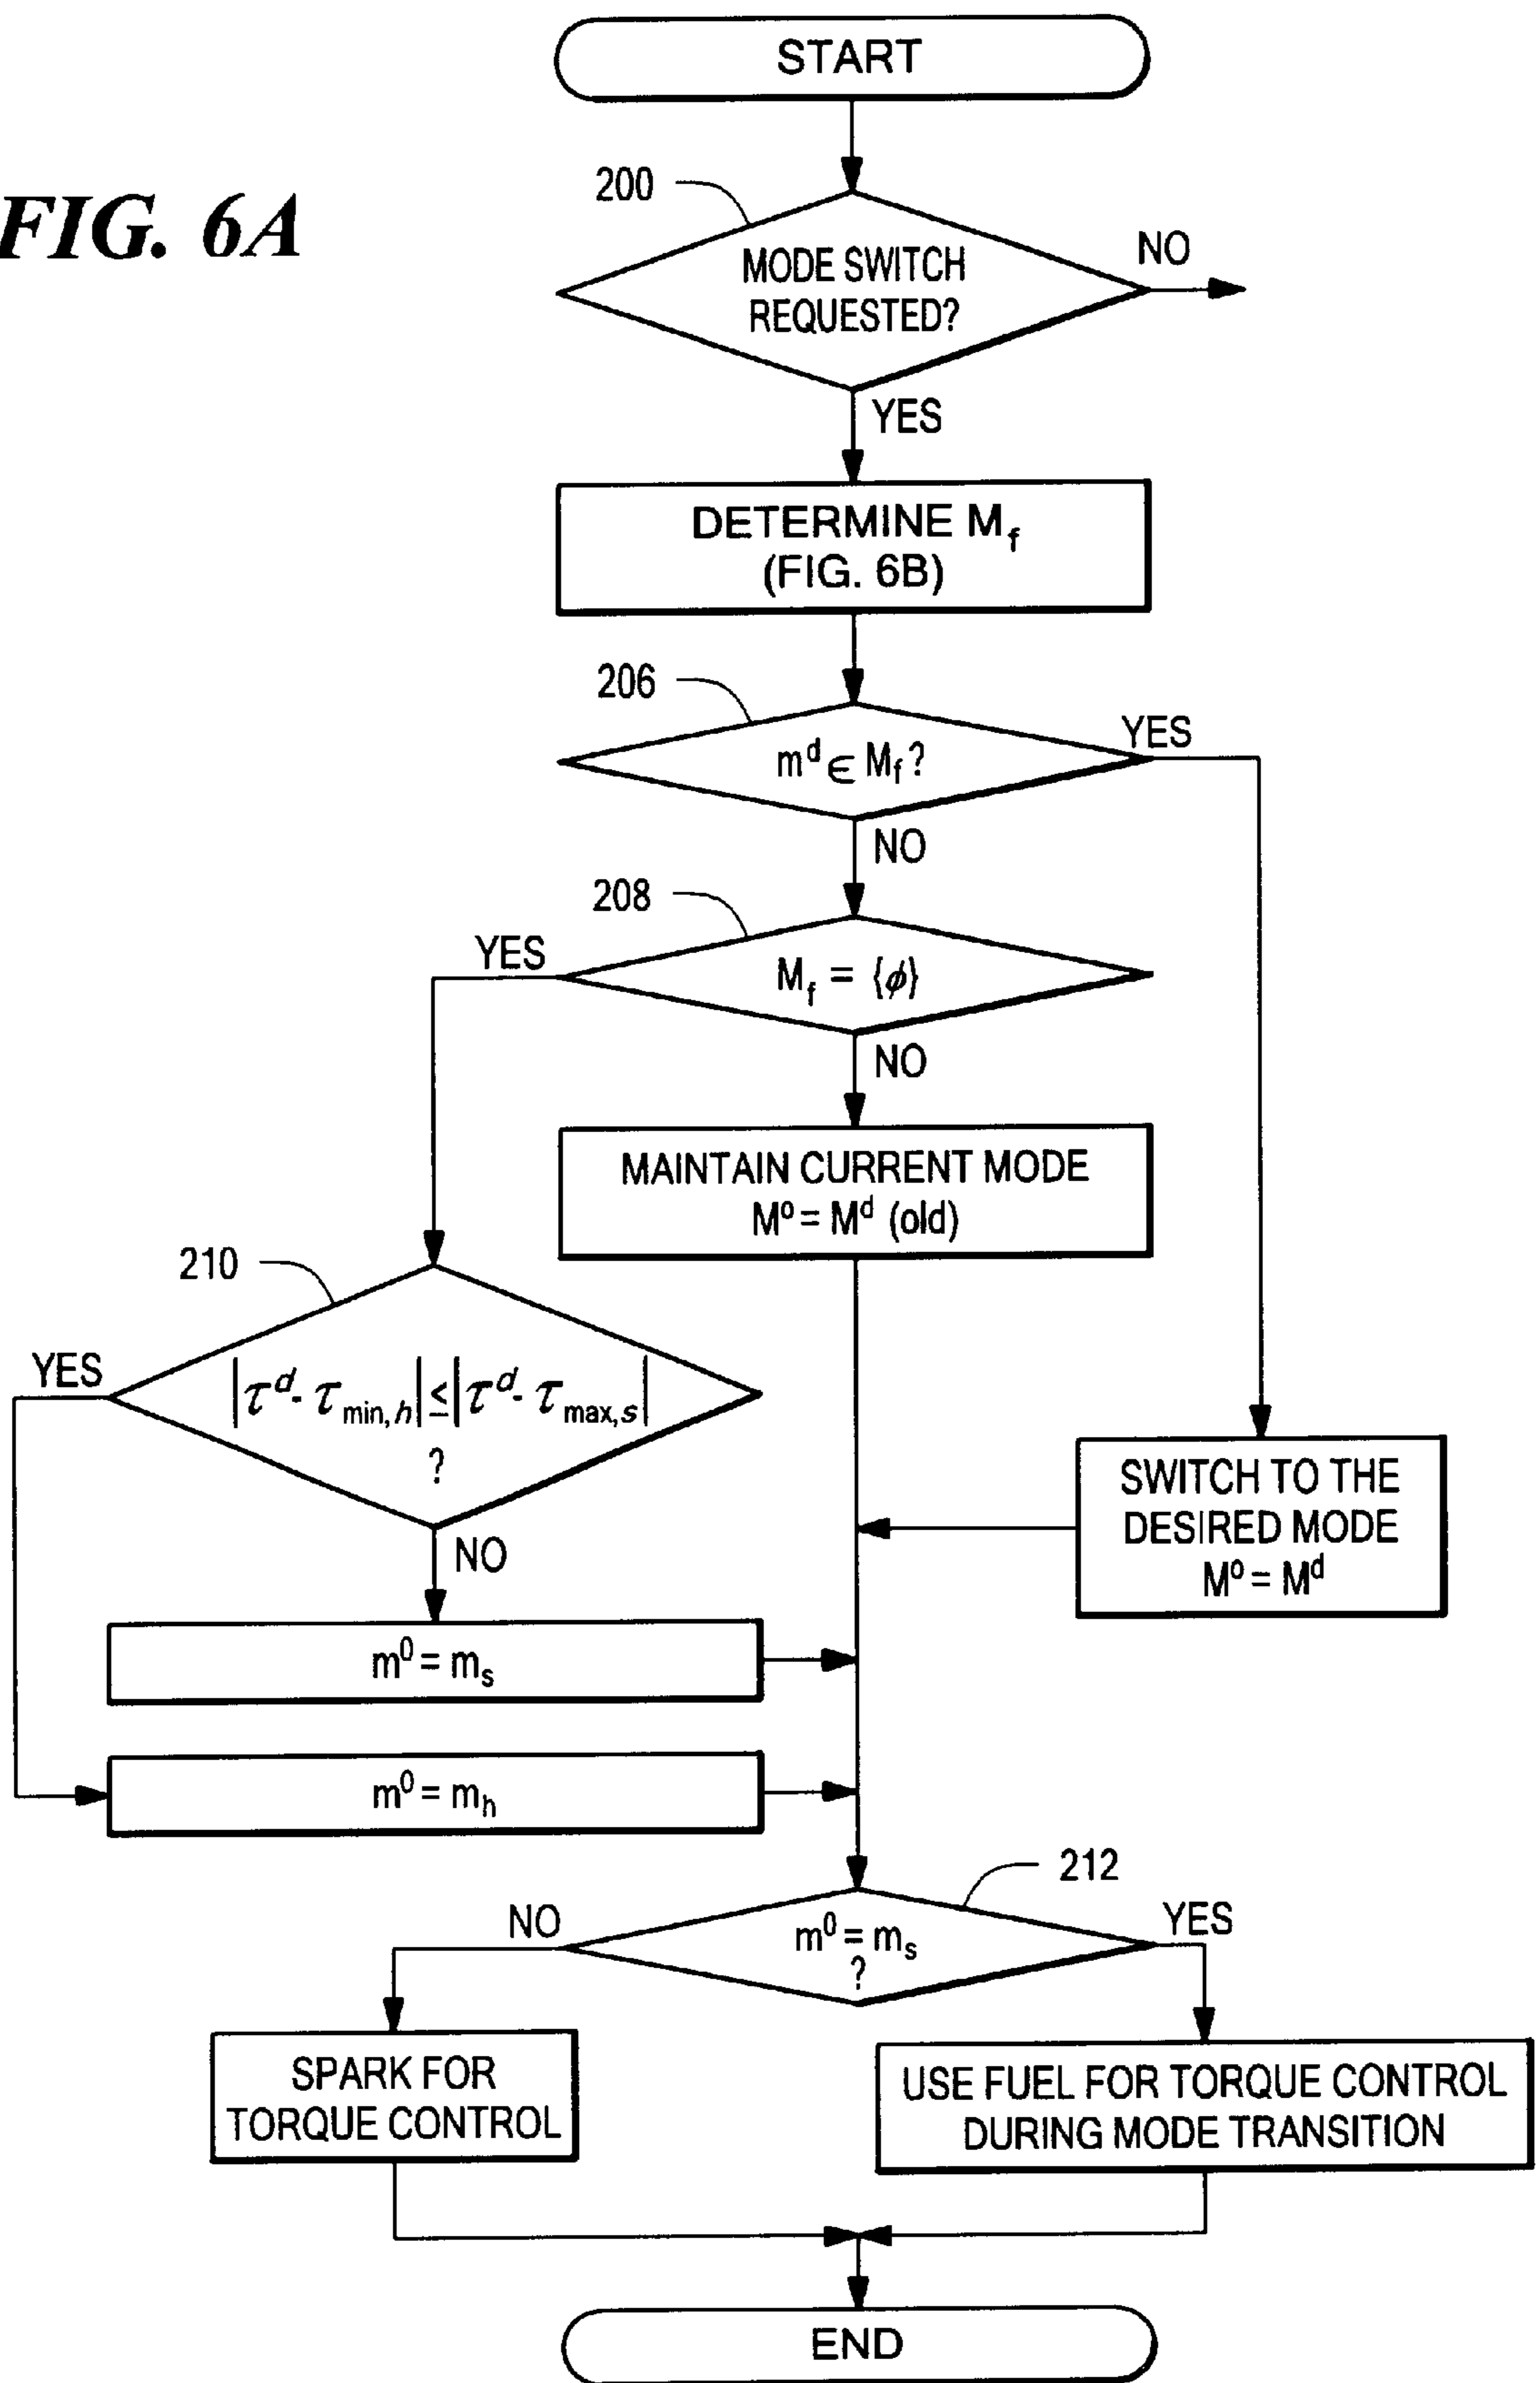 START
FIG. 6A
200
MODE SWITCH
REQUESTED?
NO
YES
DETERMINE M_f
(FIG. 6B)
206
m^d ∈ M_f?
YES
NO
208
YES
M_f = {ϕ}
NO
MAINTAIN CURRENT MODE
M^o = M^d (old)
210
YES
|τ^d - τ_min,h| ≤ |τ^d - τ_max,s|
?
NO
SWITCH TO THE
DESIRED MODE
M^o = M^d
m^0 = m_s
m^0 = m_h
212
NO
m^0 = m_s
?
YES
SPARK FOR
TORQUE CONTROL
USE FUEL FOR TORQUE CONTROL
DURING MODE TRANSITION
END